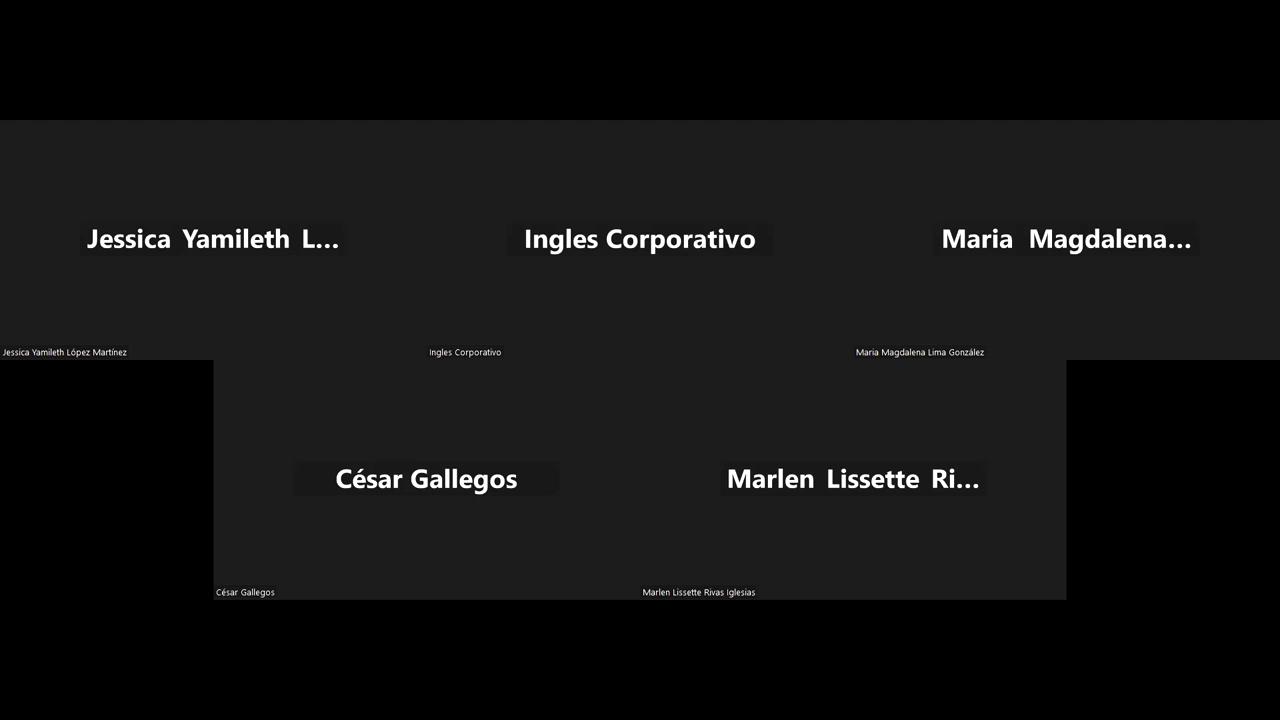 Jessica Yamileth L...
Ingles Corporativo
Maria Magdalena...
Jessica Yamileth López Martínez
Ingles Corporativo
Maria Magdalena Lima González
César Gallegos
Marlen Lissette Ri...
César Gallegos
Marlen Lissette Rivas Iglesias